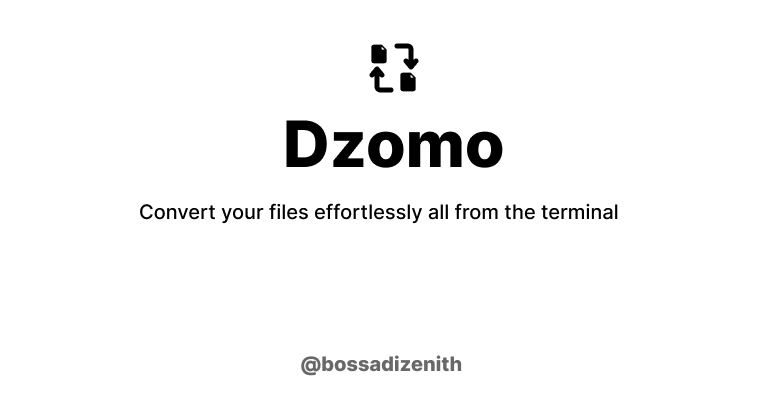 Dzomo
Convert your files effortlessly all from the terminal
@bossadizenith